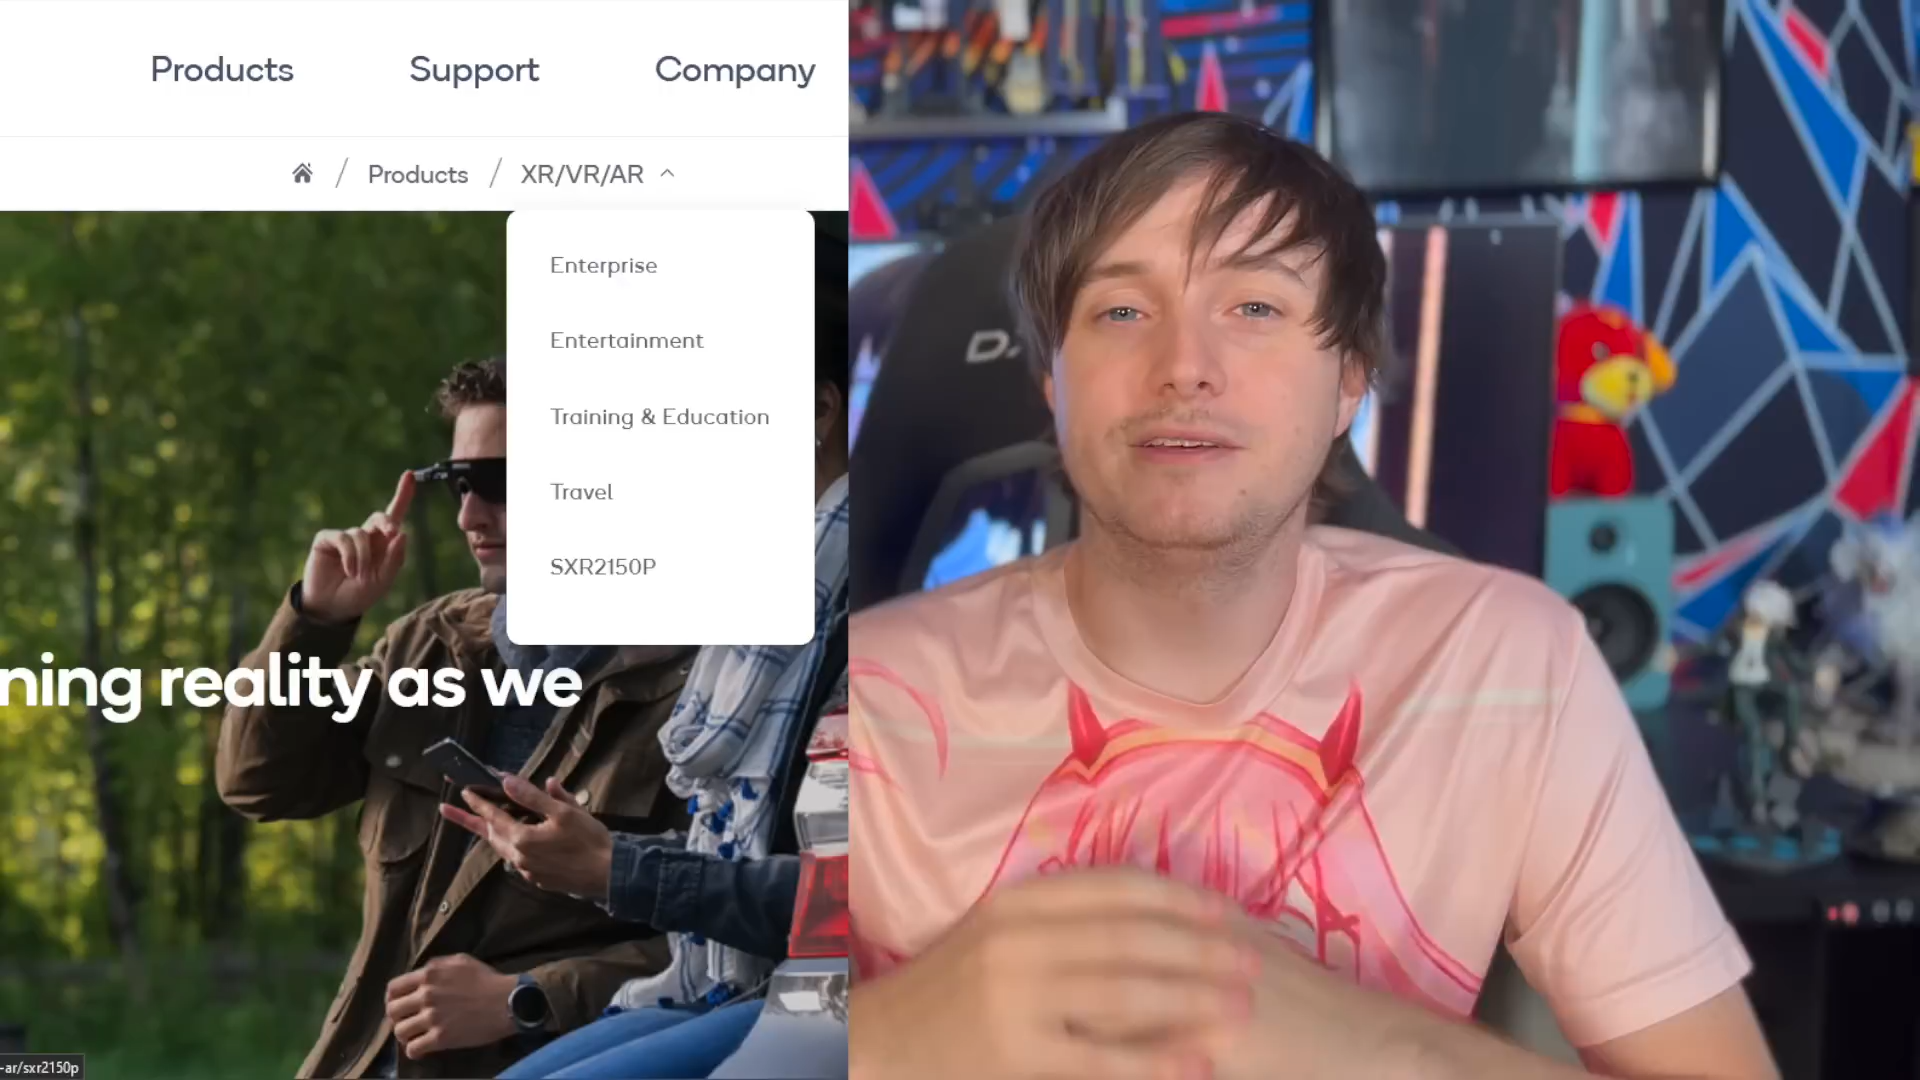 Products Support Company
/ Products / XR/VR/AR
Enterprise
Entertainment
Training & Education
Travel
SXR2150P
ning reality as we
-ar/sxr2150p